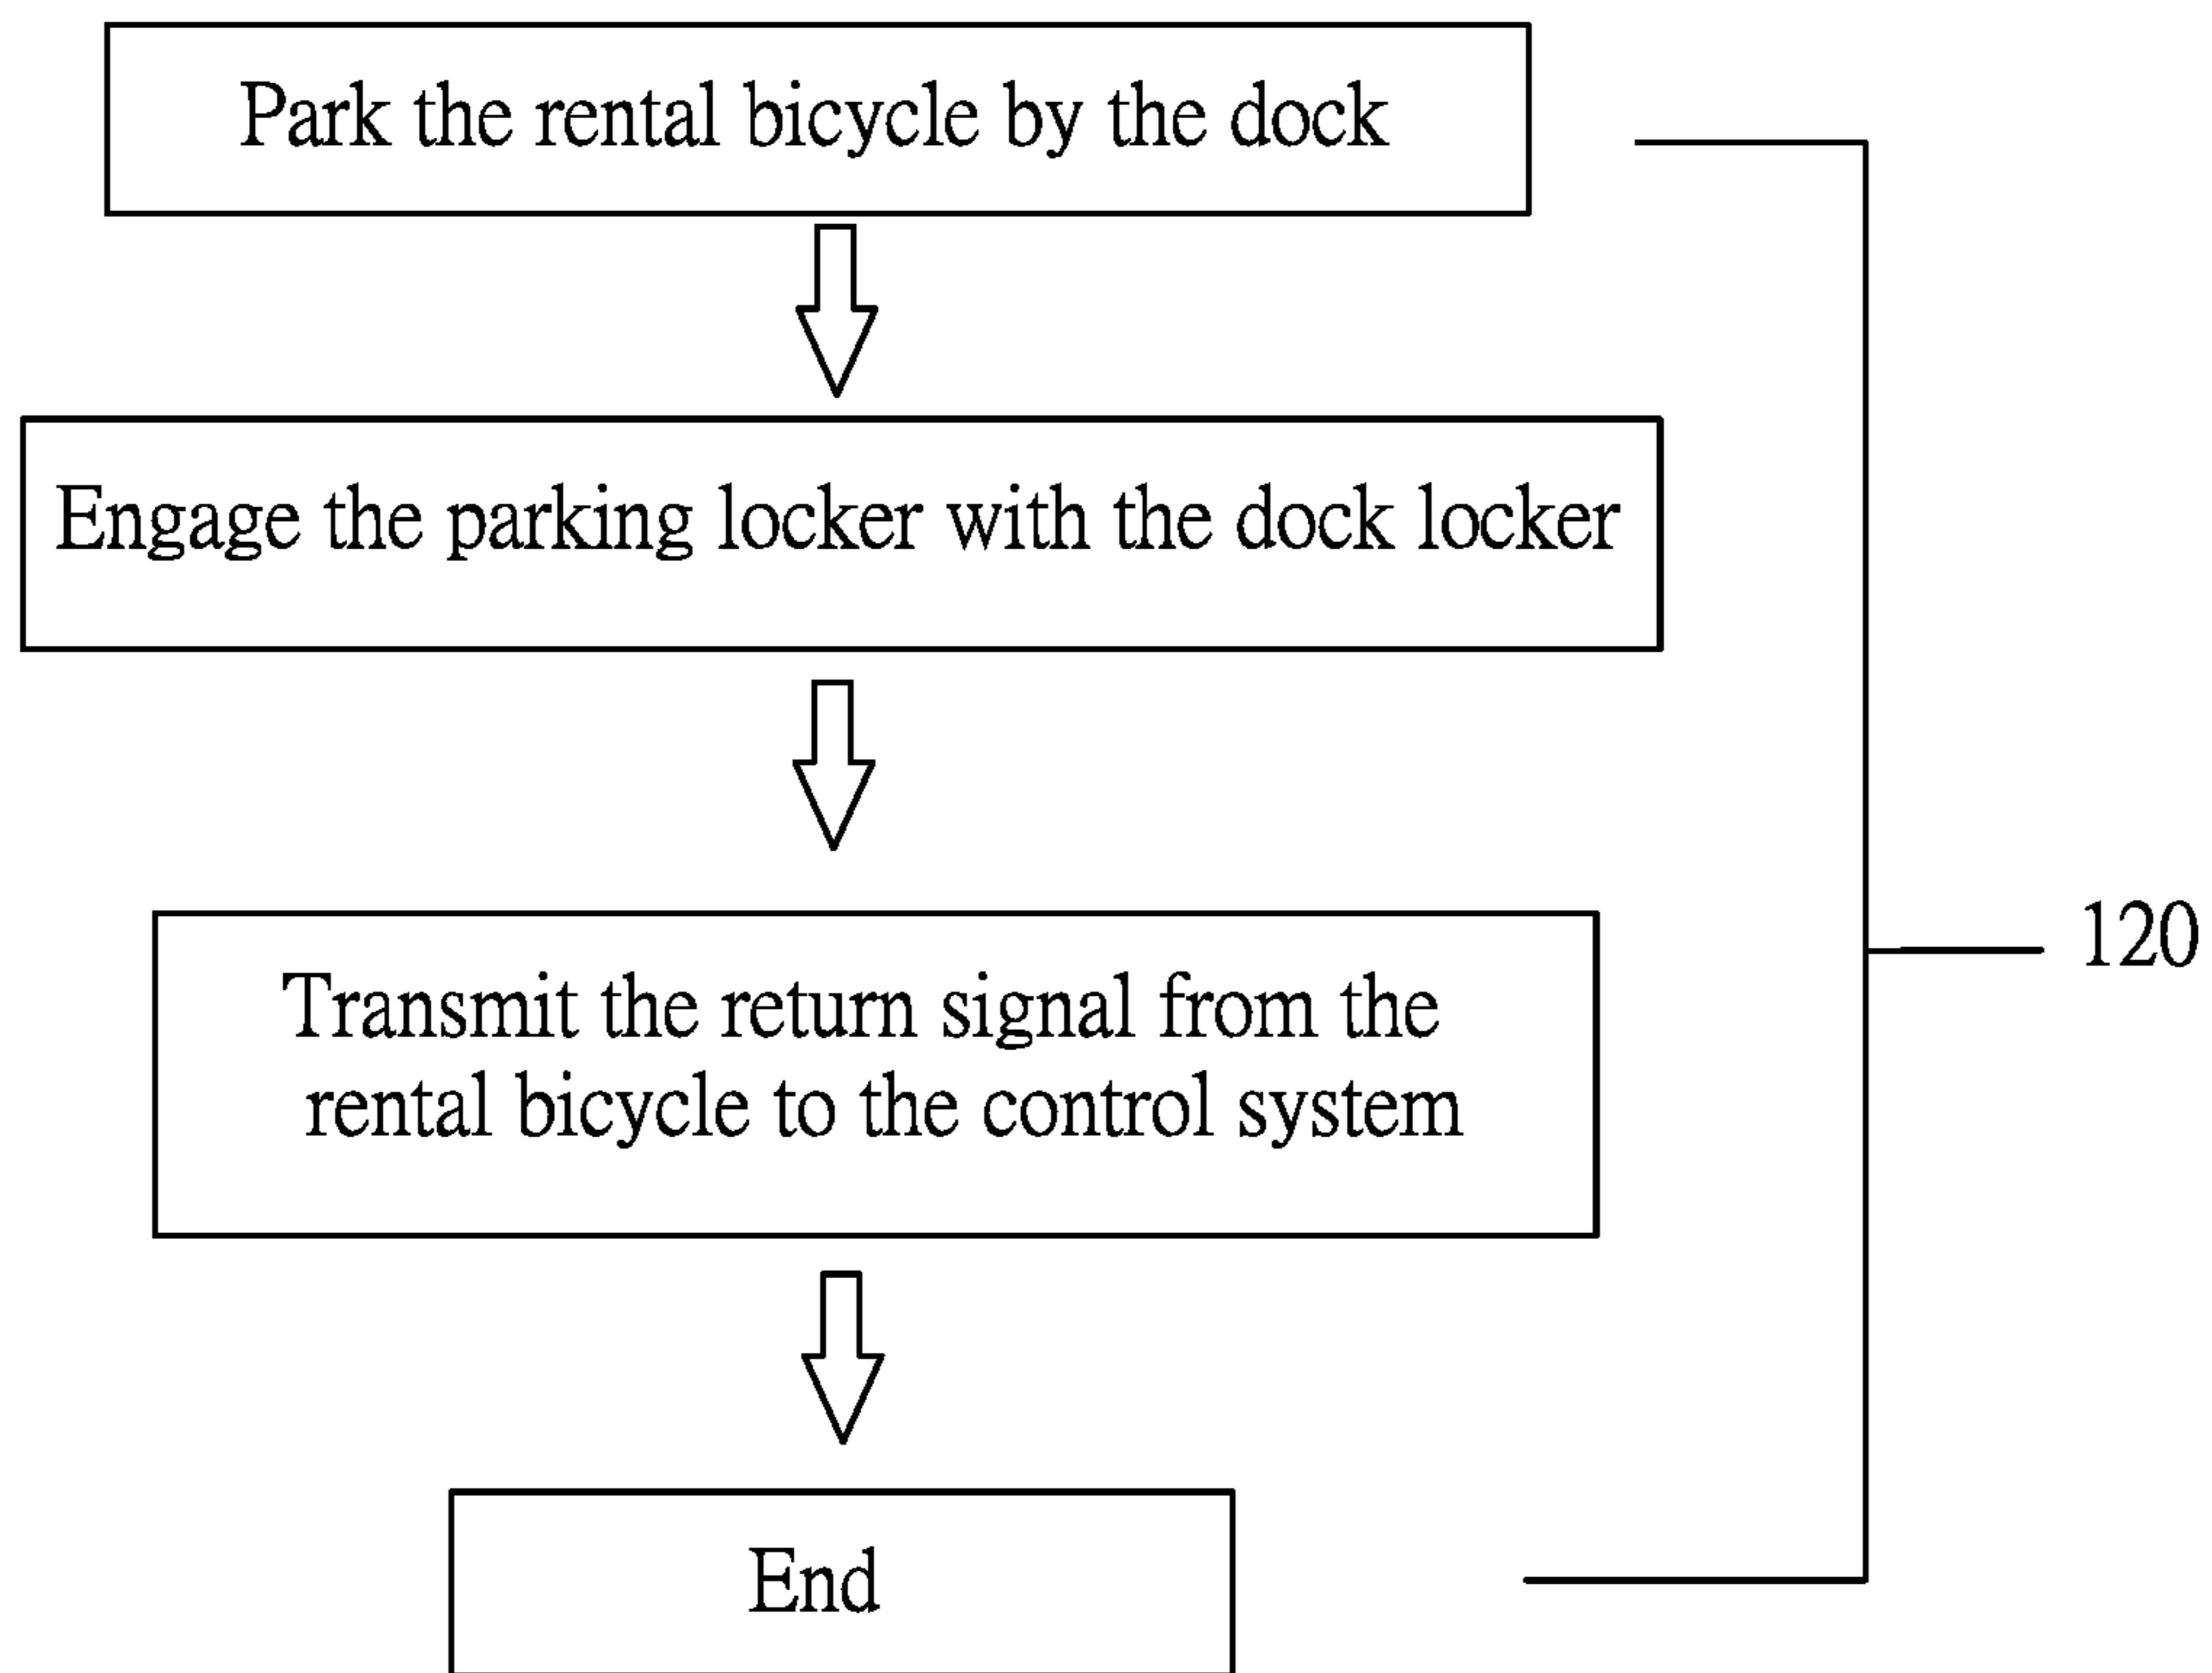 Park the rental bicycle by the dock
Engage the parking locker with the dock locker
Transmit the return signal from the
rental bicycle to the control system
120
End